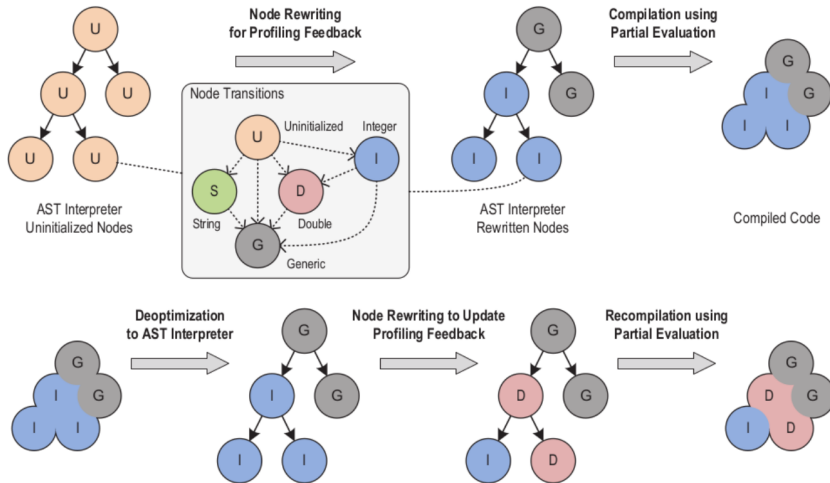 U
Node Rewriting
for Profiling Feedback
G
Compilation using
Partial Evaluation
U U
Node Transitions
U Uninitialized Integer
I
S D
String Double
G
Generic
U U
AST Interpreter
Uninitialized Nodes
I G
I I
AST Interpreter
Rewritten Nodes
G
I G
I I
Compiled Code
Deoptimization
to AST Interpreter
Node Rewriting to Update
Profiling Feedback
Recompilation using
Partial Evaluation
G
I G
I I
G
I G
I I
G
D G
I D
G
D G
I D